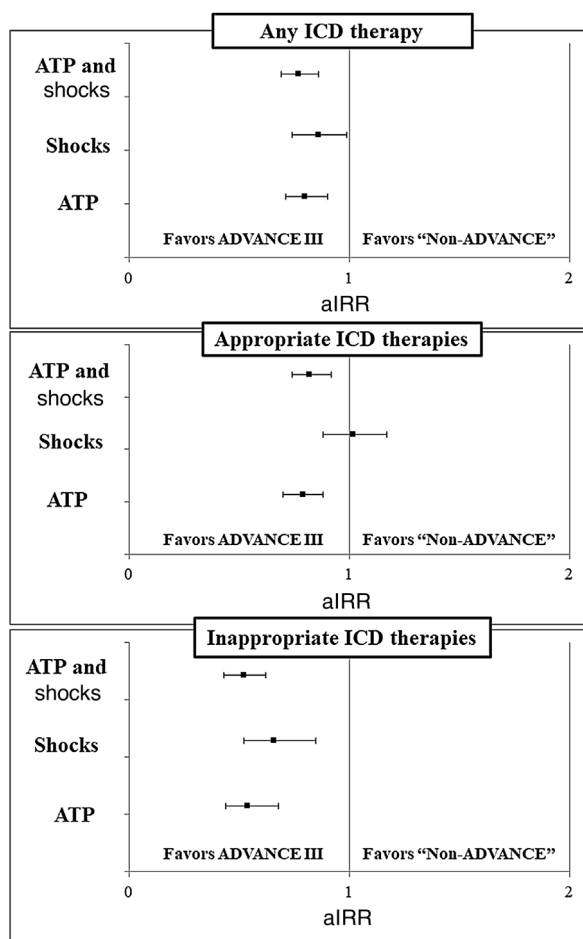 Any ICD therapy
ATP and
shocks
Shocks
ATP
Favors ADVANCE III Favors “Non-ADVANCE”
0 1 2
aIRR
Appropriate ICD therapies
ATP and
shocks
Shocks
ATP
Favors ADVANCE III Favors “Non-ADVANCE”
0 1 2
aIRR
Inappropriate ICD therapies
ATP and
shocks
Shocks
ATP
Favors ADVANCE III Favors “Non-ADVANCE”
0 1 2
aIRR